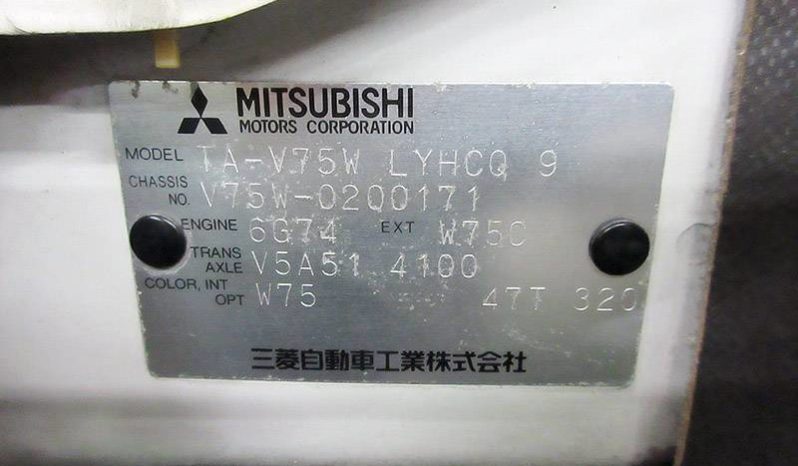 MITSUBISHI
MOTORS CORPORATION
MODEL TA-V75W LYHCQ 9
CHASSIS NO. V75W-0200171
ENGINE 6G74 EXT W75C
TRANS AXLE V5A51 4100
COLOR, INT OPT W75 47T 320
三菱自動車工業株式会社